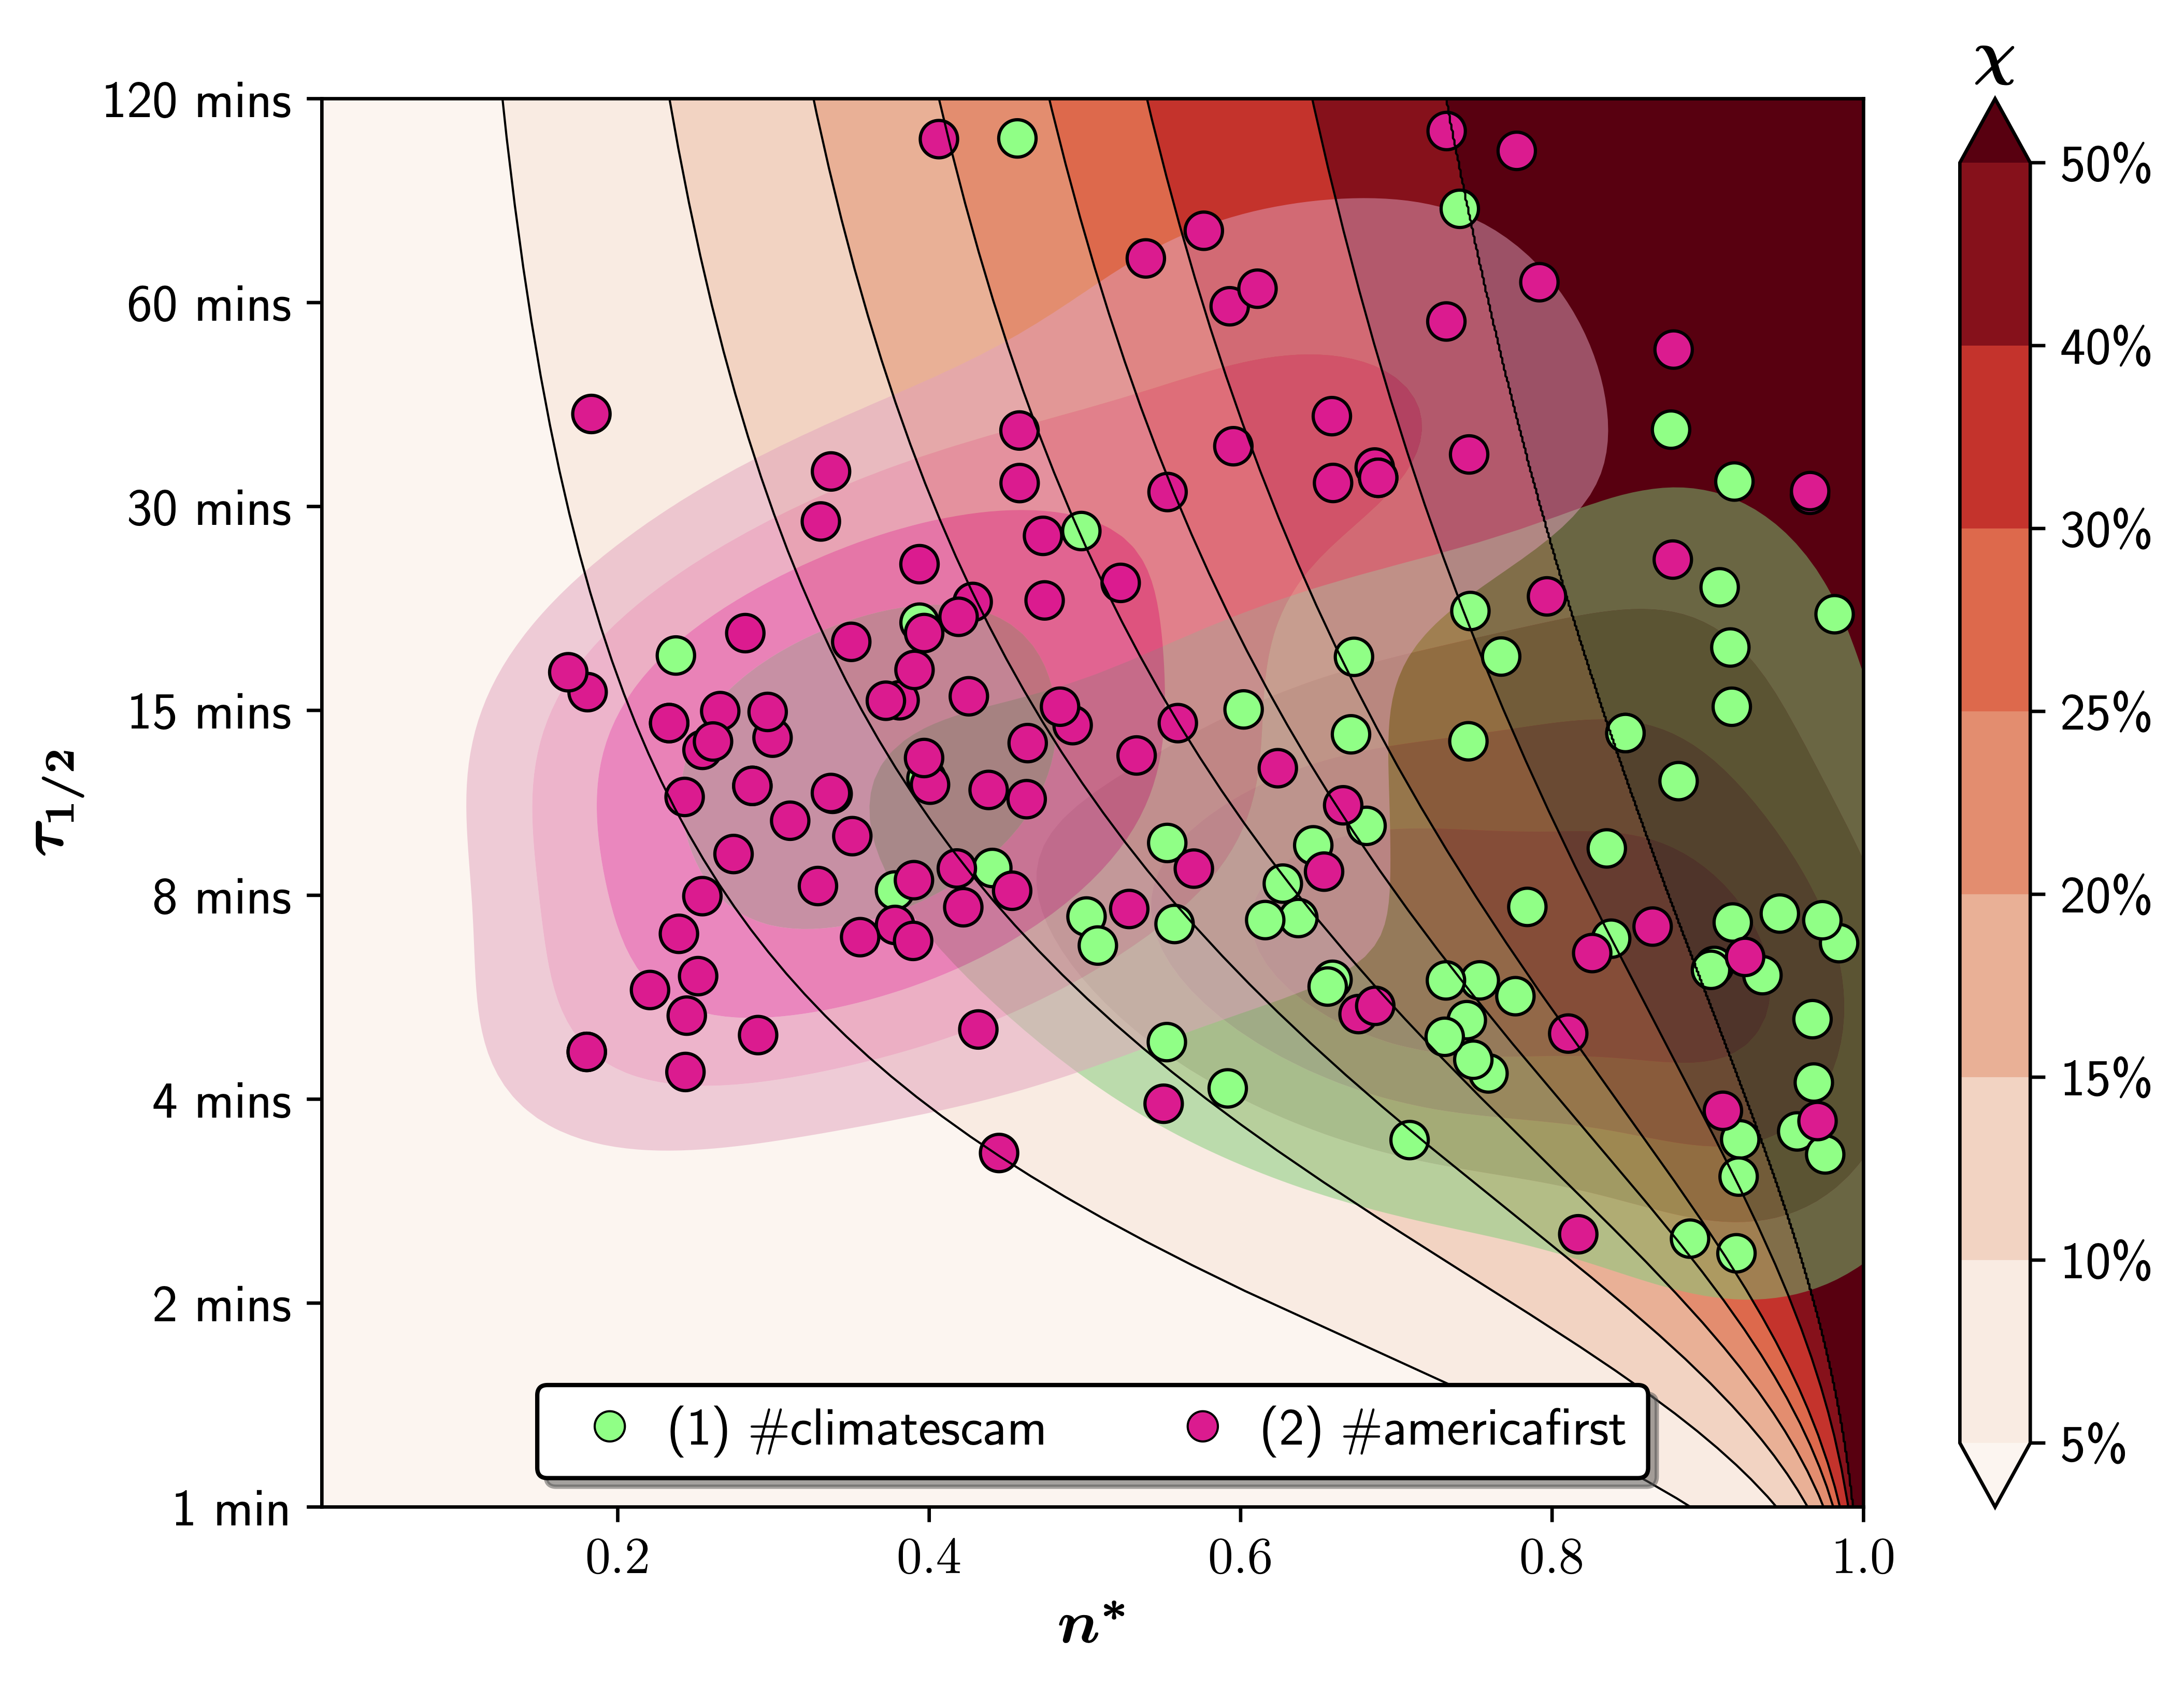 χ
120 mins
60 mins
30 mins
15 mins
8 mins
4 mins
2 mins
1 min
τ1/2
50%
40%
30%
25%
20%
15%
10%
5%
(1) #climatescam (2) #americafirst
0.2 0.4 0.6 0.8 1.0
n*